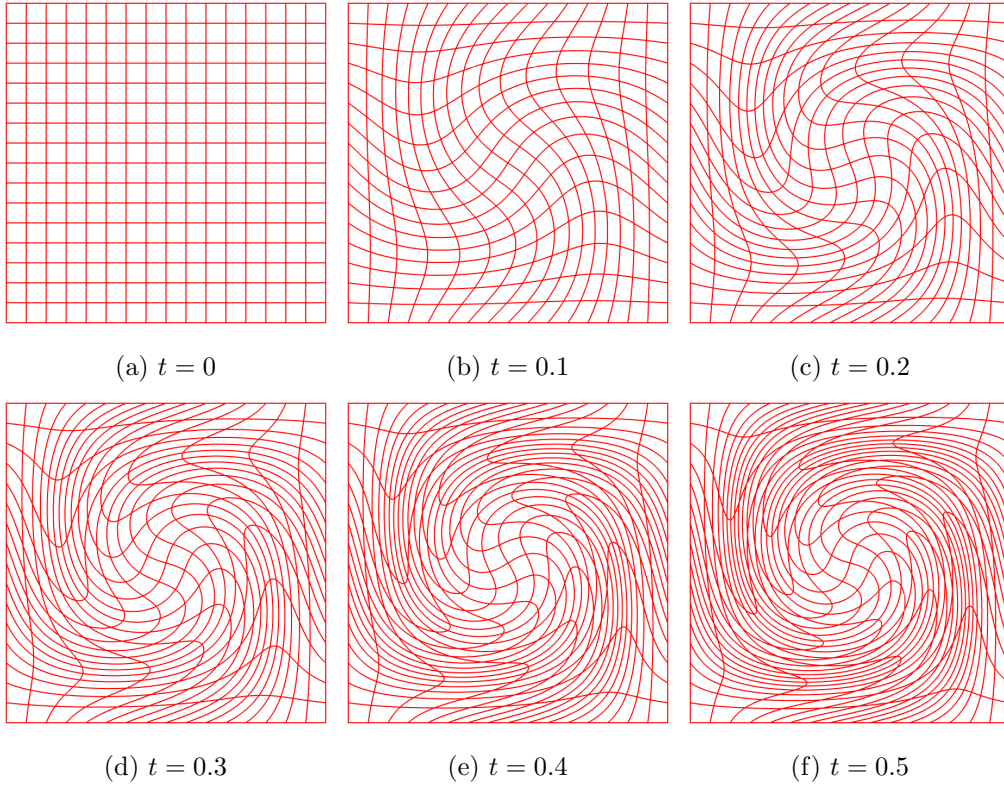 (a) t = 0
(b) t = 0.1
(c) t = 0.2
(d) t = 0.3
(e) t = 0.4
(f) t = 0.5